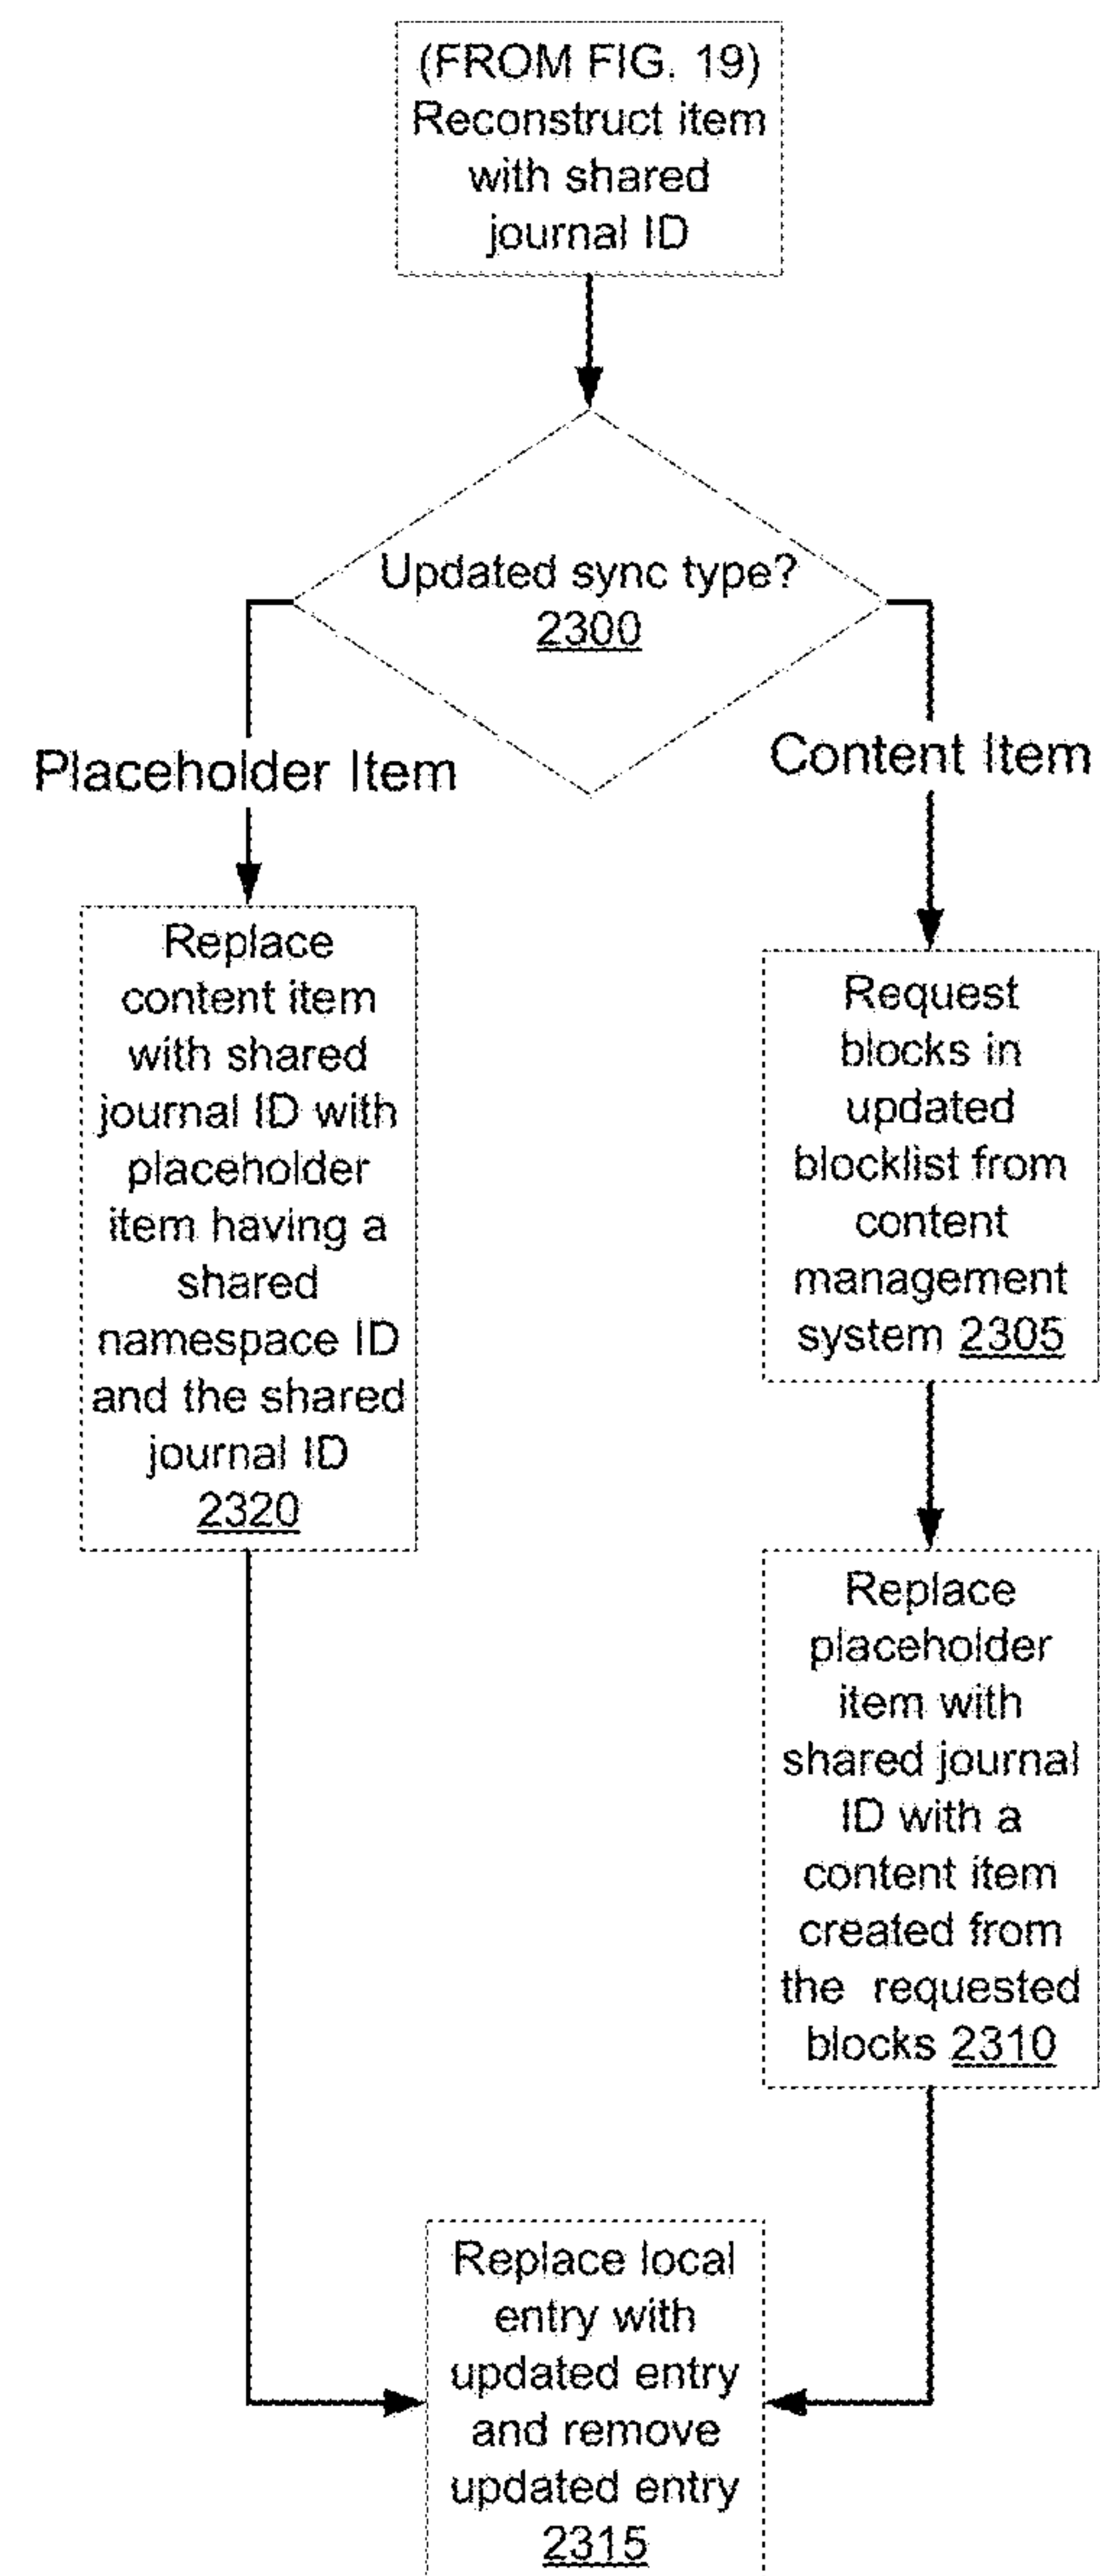 (FROM FIG. 19)
Reconstruct item
with shared
journal ID
Updated sync type?
2300
Placeholder Item
Content Item
Replace
content item
with shared
journal ID with
placeholder
item having a
shared
namespace ID
and the shared
journal ID
2320
Request
blocks in
updated
blocklist from
content
management
system 2305
Replace
placeholder
item with
shared journal
ID with a
content item
created from
the requested
blocks 2310
Replace local
entry with
updated entry
and remove
updated entry
2315